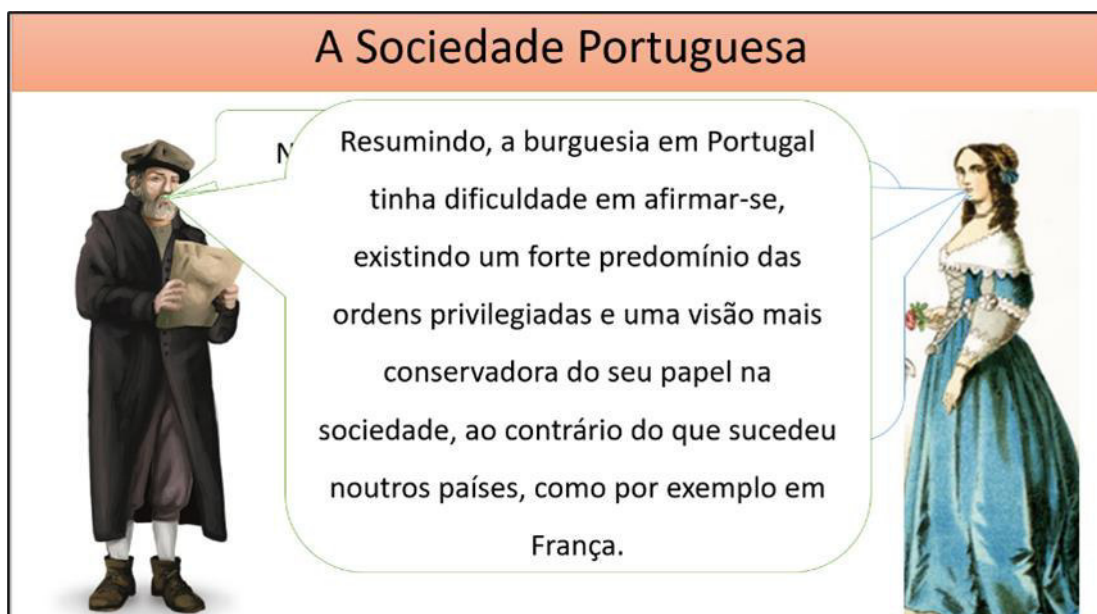 A Sociedade Portuguesa
Resumindo, a burguesia em Portugal
tinha dificuldade em afirmar-se,
existindo um forte predomínio das
ordens privilegiadas e uma visão mais
conservadora do seu papel na
sociedade, ao contrário do que sucedeu
noutros países, como por exemplo em
França.